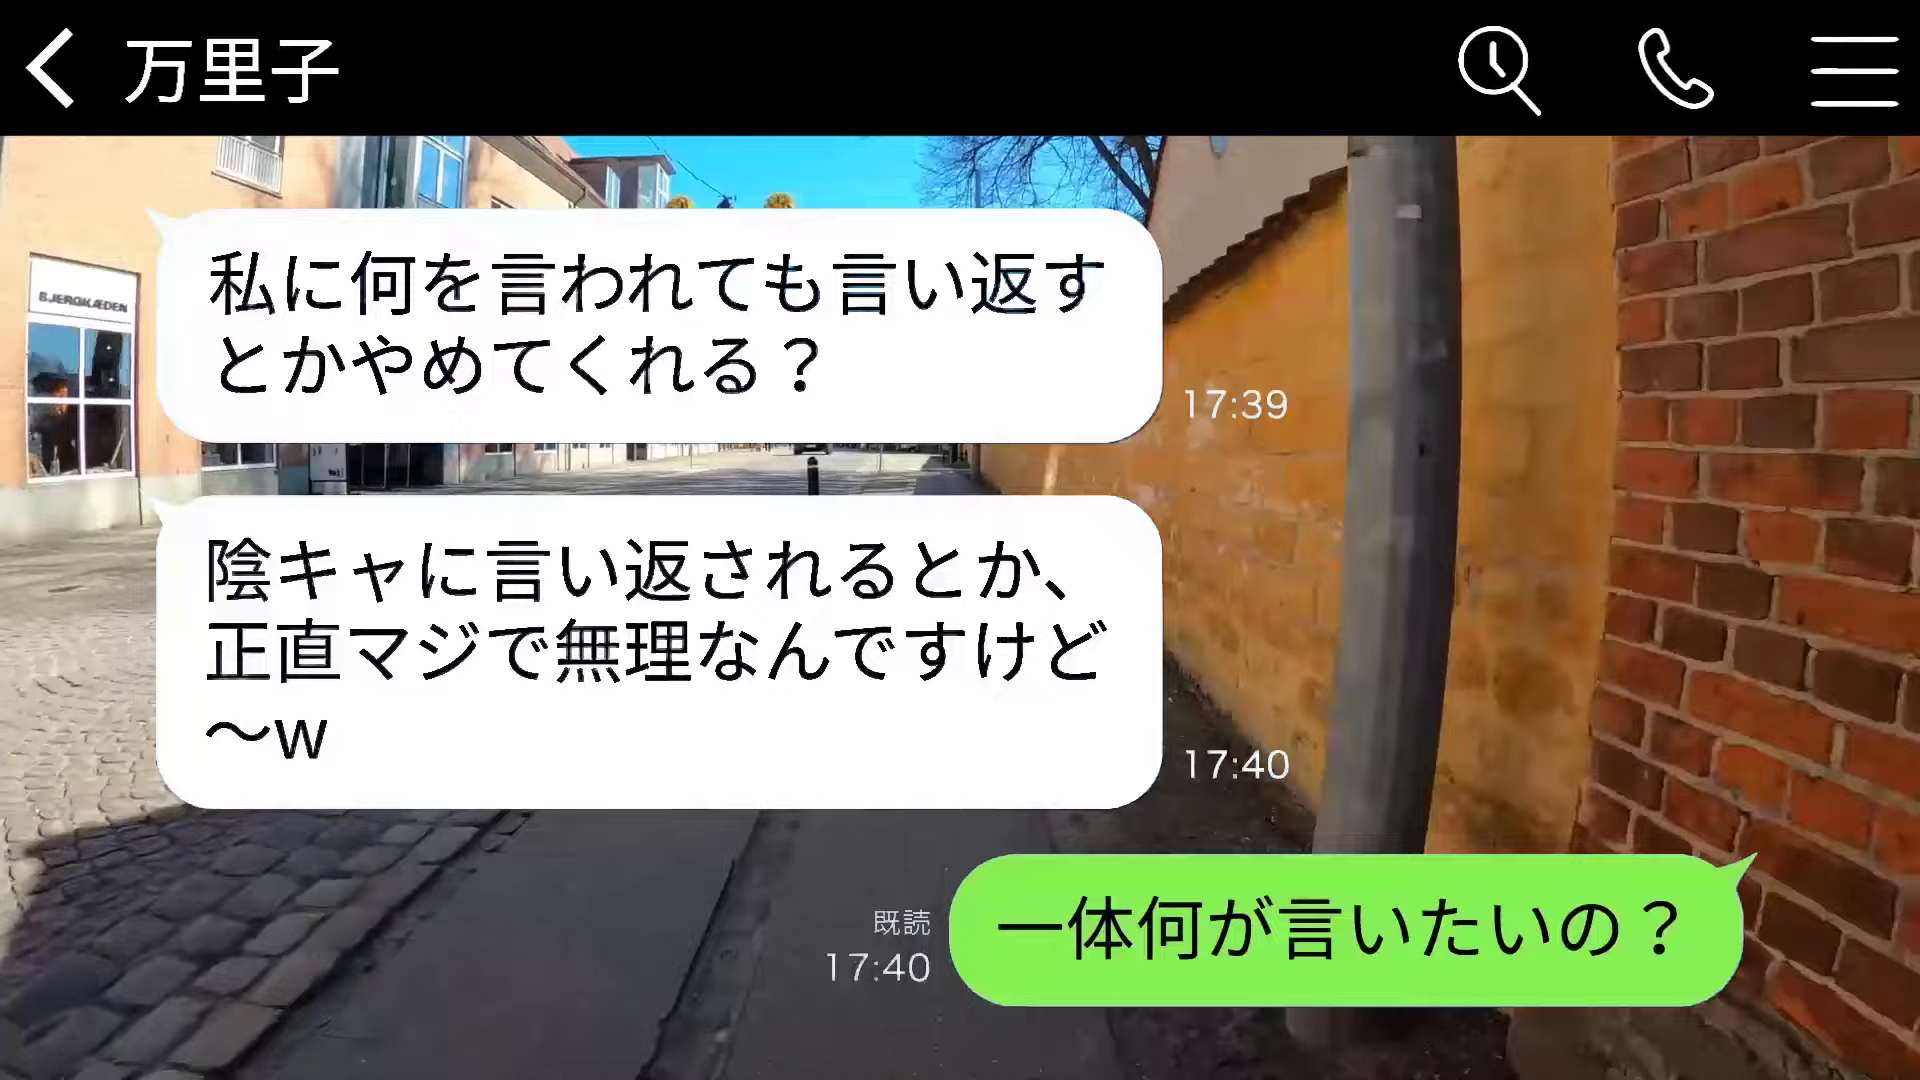 万里子
BJERGKÆDEN
私に何を言われても言い返す
とかやめてくれる？
17:39
陰キャに言い返されるとか、
正直マジで無理なんですけど
～w
17:40
一体何が言いたいの？
既読
17:40